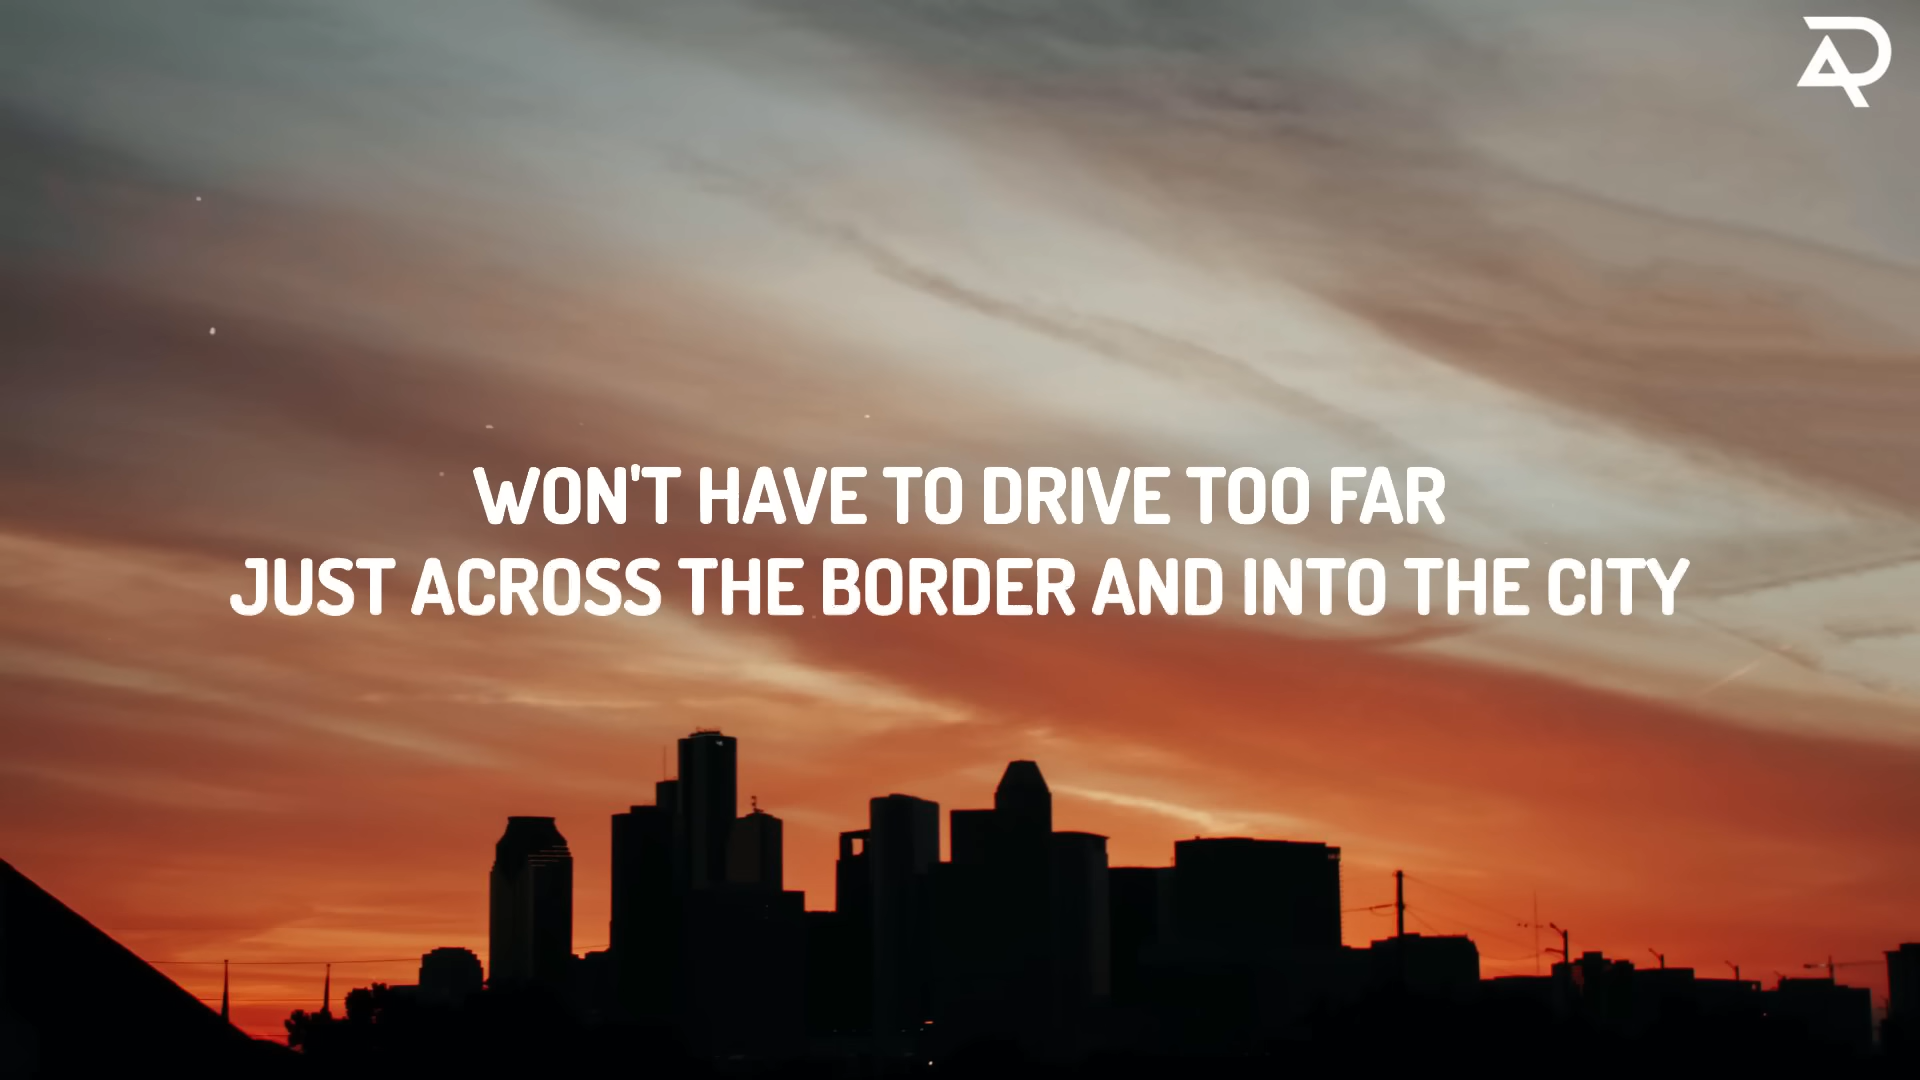 WON'T HAVE TO DRIVE TOO FAR
JUST ACROSS THE BORDER AND INTO THE CITY